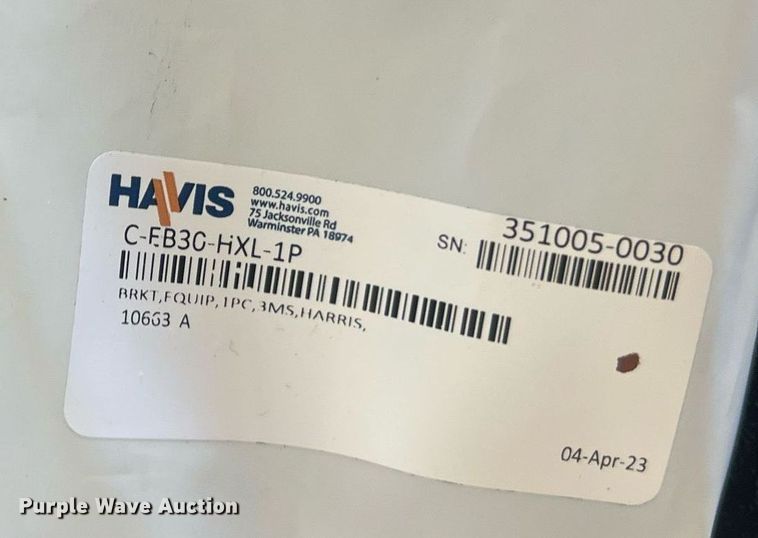 HAVIS
800.524.9900
www.havis.com
75 Jacksonville Rd
Warminster PA 18974
C-EB30-HXL-1P
SN: 351005-0030
BRKT,EQUIP,1PC,3MS,HARRIS,
10663 A
04-Apr-23
Purple Wave Auction